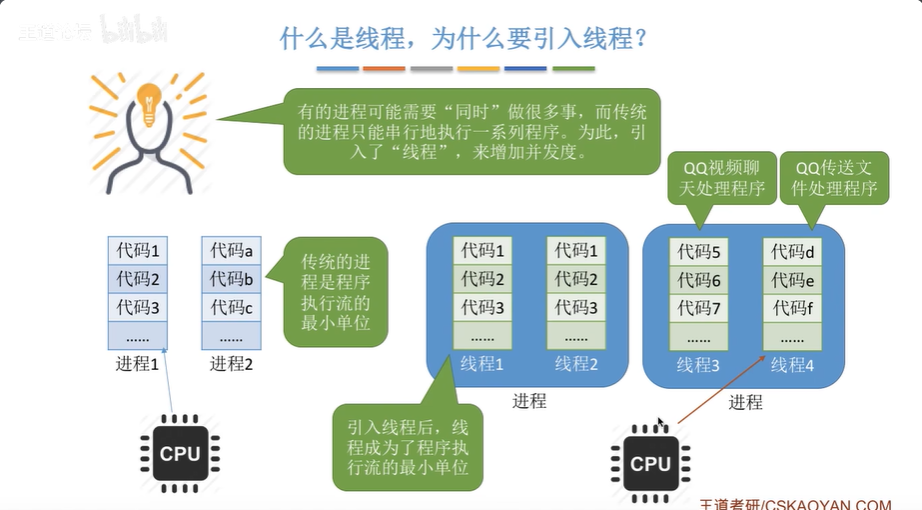 什么是线程，为什么要引入线程？
有的进程可能需要“同时”做很多事，而传统
的进程只能串行地执行一系列程序。为此，引
入了“线程”，来增加并发度。
QQ视频聊
天处理程序
QQ传送文
件处理程序
代码1
代码2
代码3
……
进程1
代码a
代码b
代码c
……
进程2
传统的进
程是程序
执行流的
最小单位
代码1
代码2
代码3
……
线程1
代码1
代码2
代码3
……
线程2
进程
代码5
代码6
代码7
……
线程3
代码d
代码e
代码f
……
线程4
进程
引入线程后，线
程成为了程序执
行流的最小单位
CPU
CPU
王道考研/CSKAOYAN.COM
bilibili